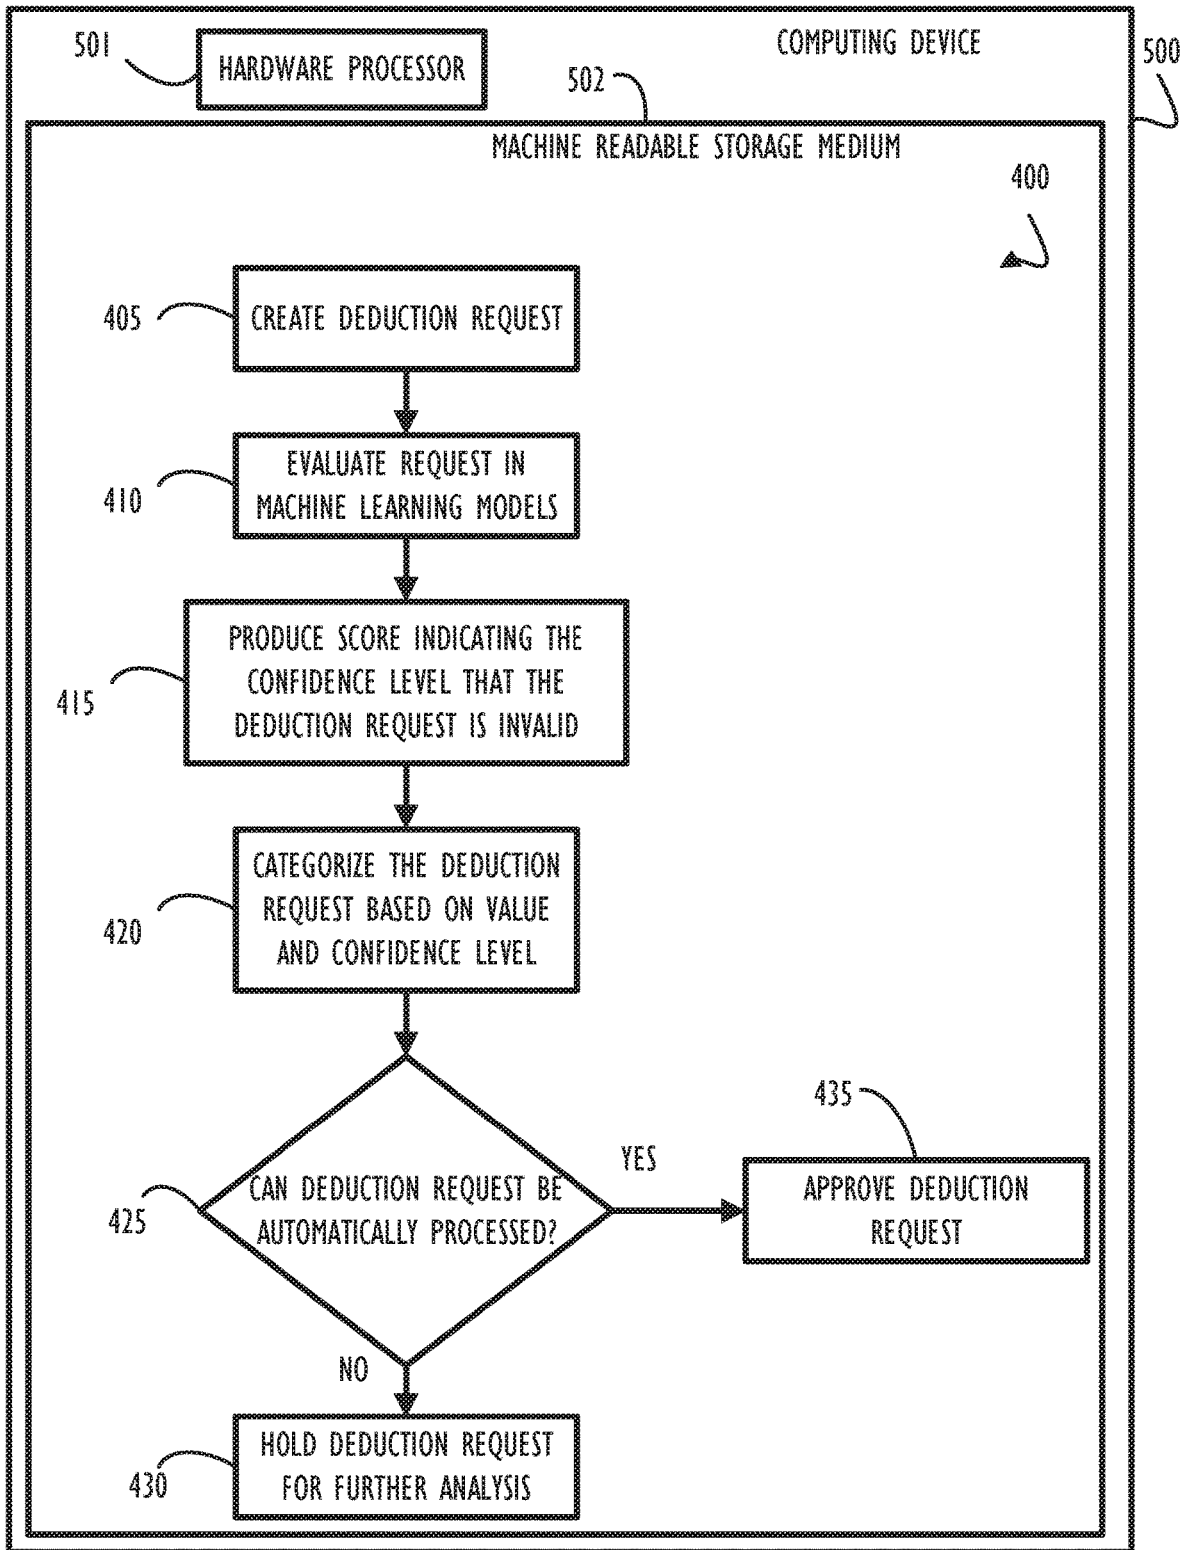 501
HARDWARE PROCESSOR
COMPUTING DEVICE
500
502
MACHINE READABLE STORAGE MEDIUM
400
405
CREATE DEDUCTION REQUEST
410
EVALUATE REQUEST IN
MACHINE LEARNING MODELS
415
PRODUCE SCORE INDICATING THE
CONFIDENCE LEVEL THAT THE
DEDUCTION REQUEST IS INVALID
420
CATEGORIZE THE DEDUCTION
REQUEST BASED ON VALUE
AND CONFIDENCE LEVEL
425
CAN DEDUCTION REQUEST BE
AUTOMATICALLY PROCESSED?
YES
435
APPROVE DEDUCTION
REQUEST
NO
430
HOLD DEDUCTION REQUEST
FOR FURTHER ANALYSIS